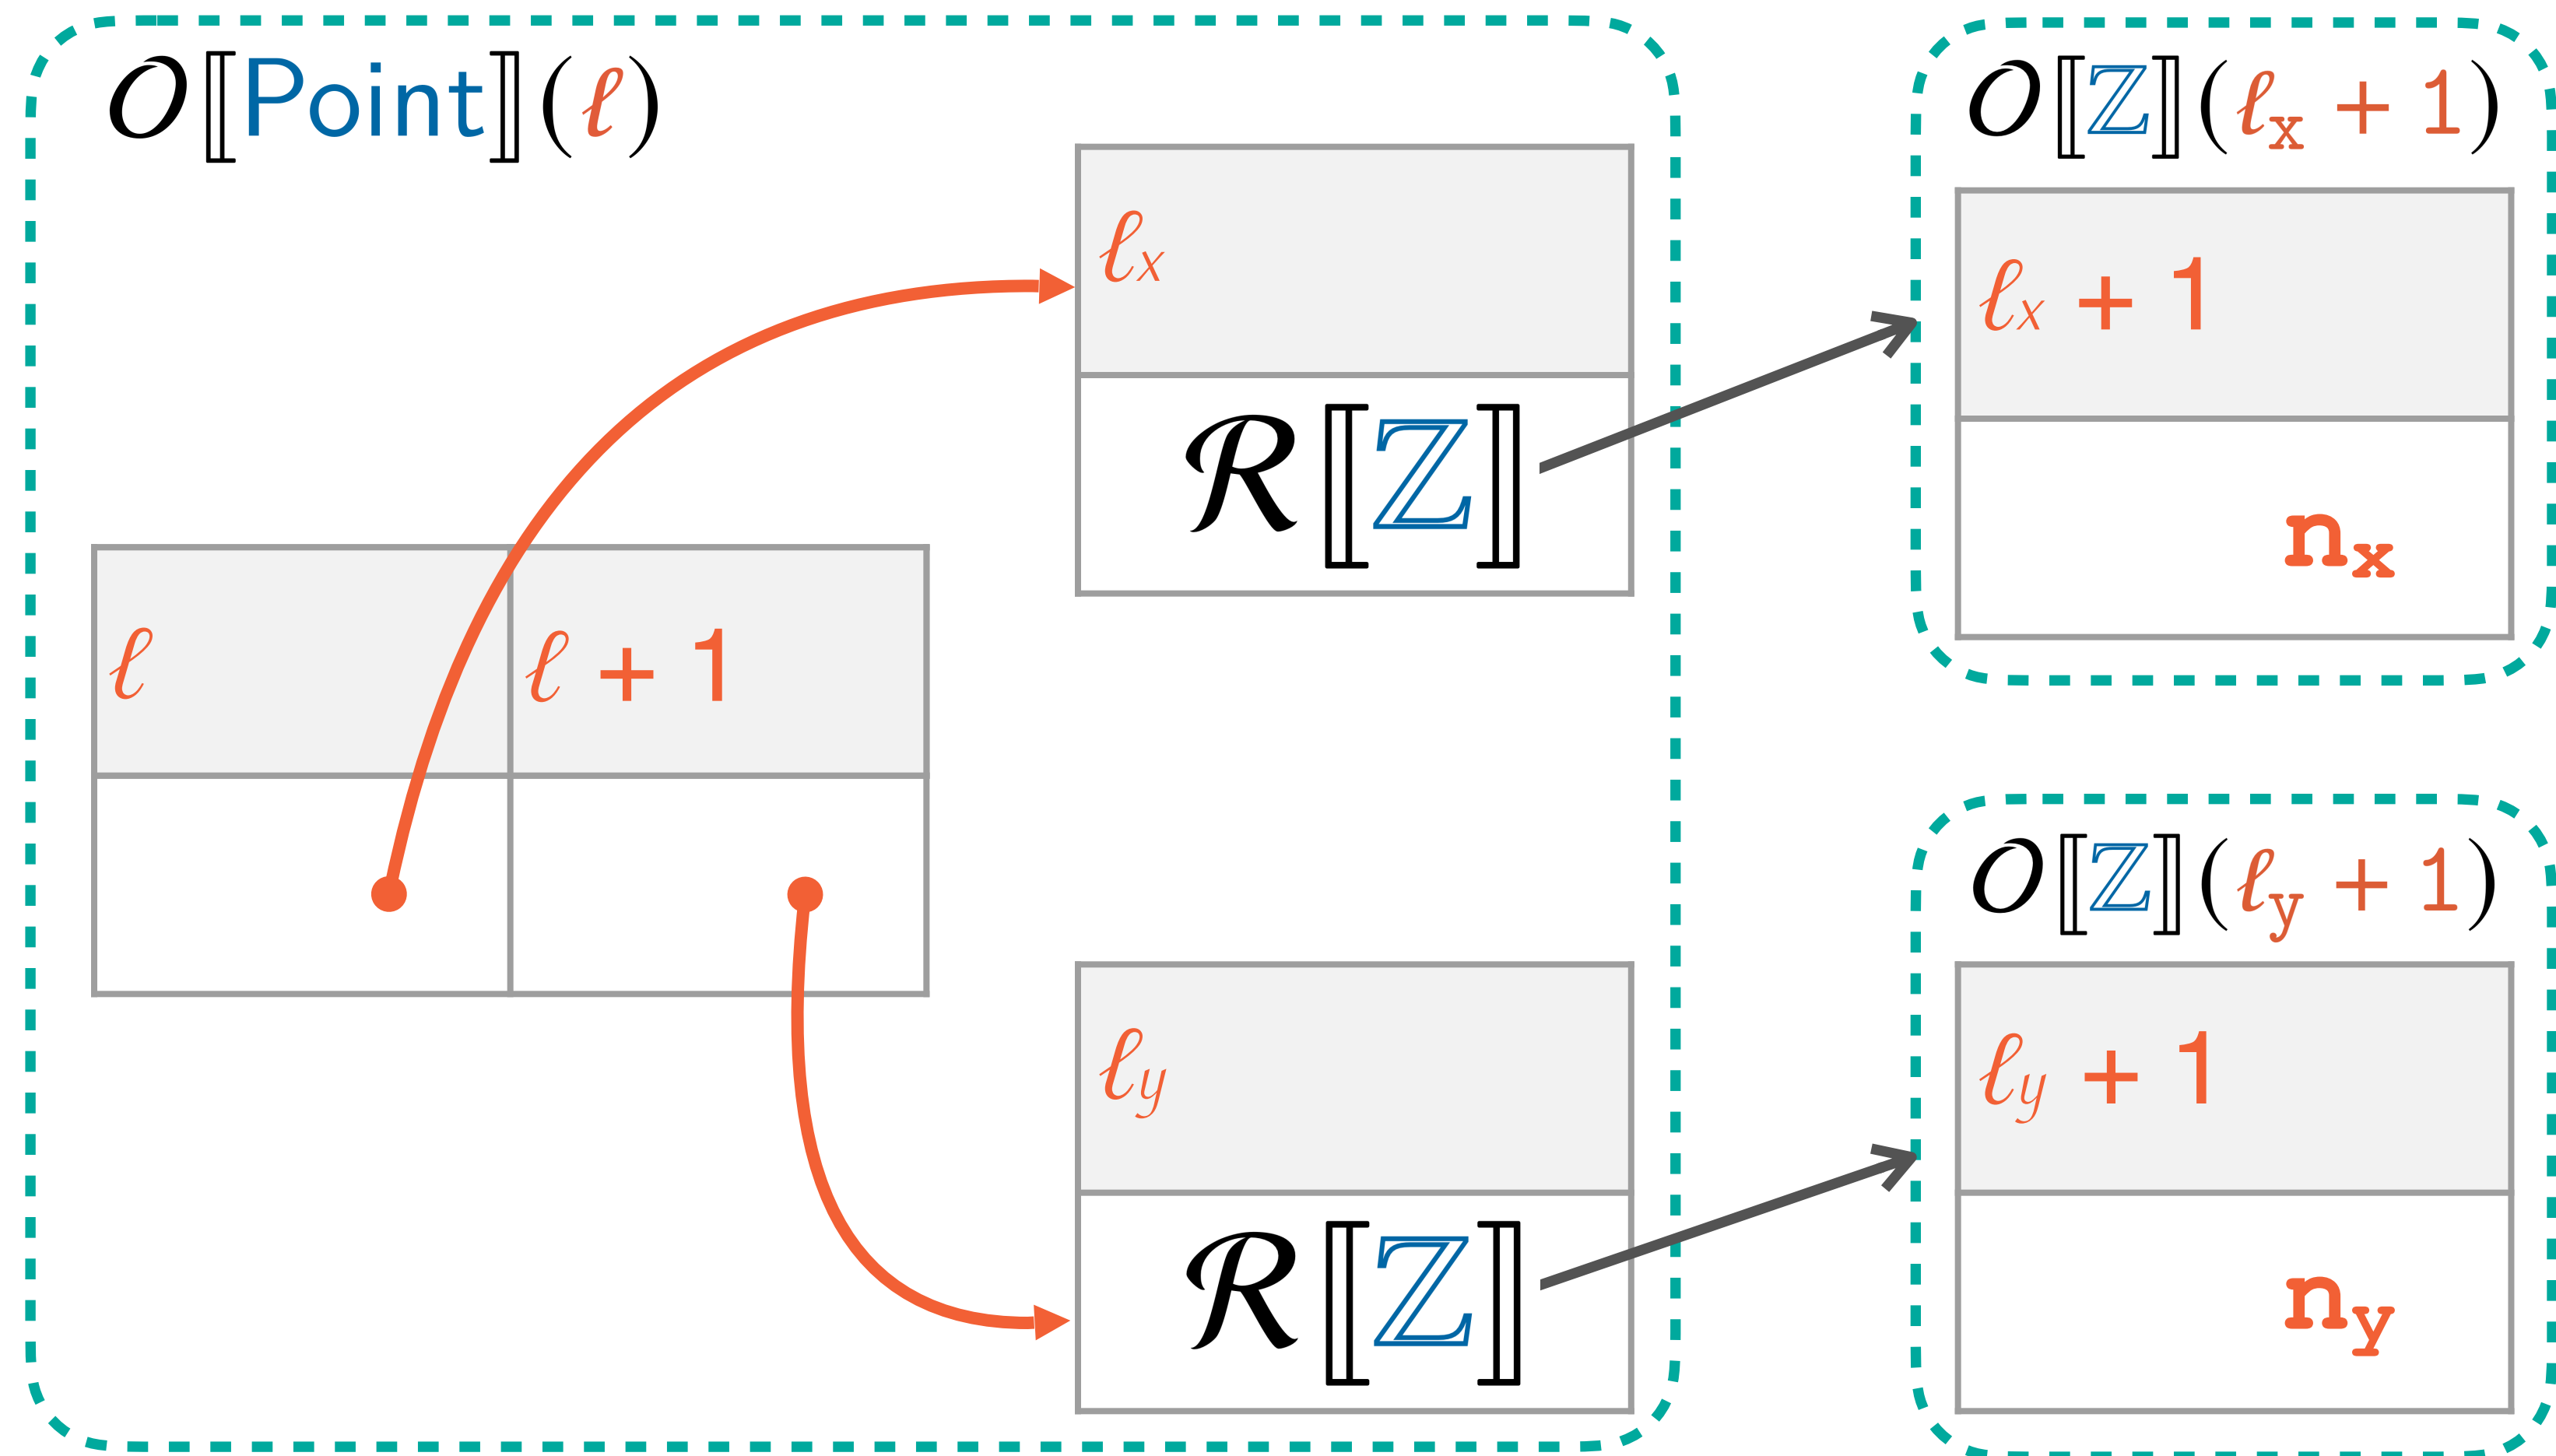 𝒪⟦Point⟧(ℓ)
ℓ
ℓ + 1
ℓₓ
ℛ⟦ℤ⟧
ℓy
ℛ⟦ℤ⟧
𝒪⟦ℤ⟧(ℓₓ + 1)
ℓₓ + 1
nₓ
𝒪⟦ℤ⟧(ℓy + 1)
ℓy + 1
ny